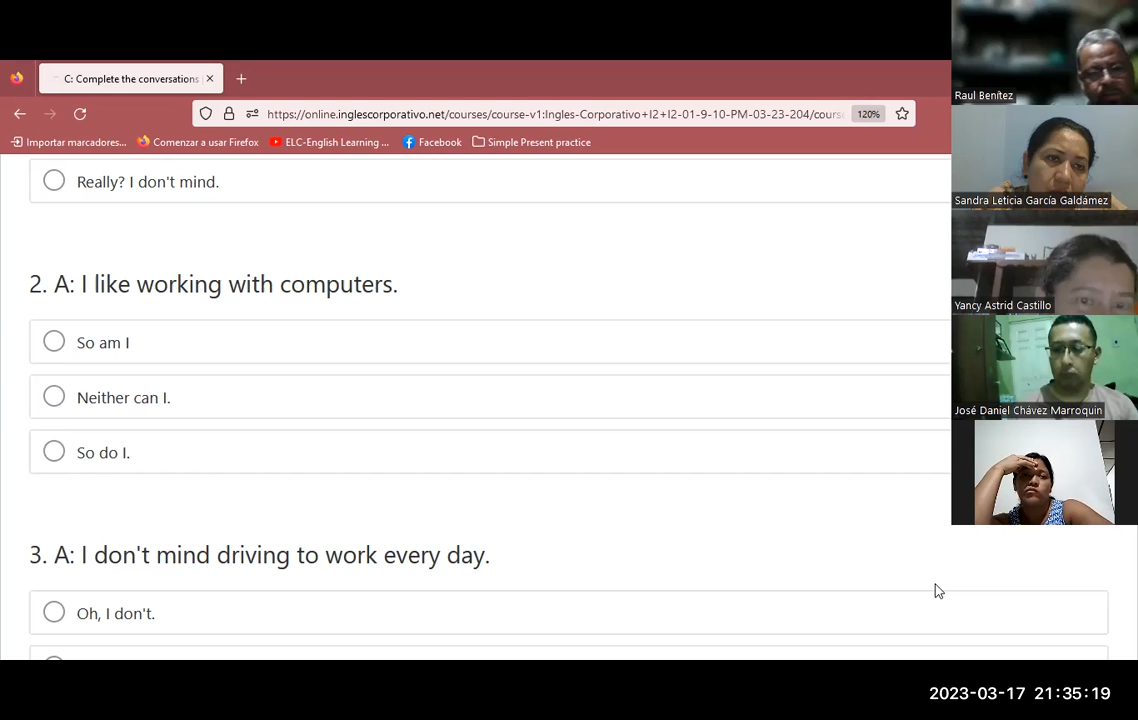 C: Complete the conversations
https://online.inglescorporativo.net/courses/course-v1:Ingles-Corporativo+I2+I2-01-9-10-PM-03-23-204/cours
120%
Importar marcadores...
Comenzar a usar Firefox
ELC-English Learning ...
Facebook
Simple Present practice
Really? I don't mind.
2. A: I like working with computers.
So am I
Neither can I.
So do I.
3. A: I don't mind driving to work every day.
Oh, I don't.
Raul Benítez
Sandra Leticia García Galdámez
Yancy Astrid Castillo
José Daniel Chávez Marroquin
2023-03-17 21:35:19